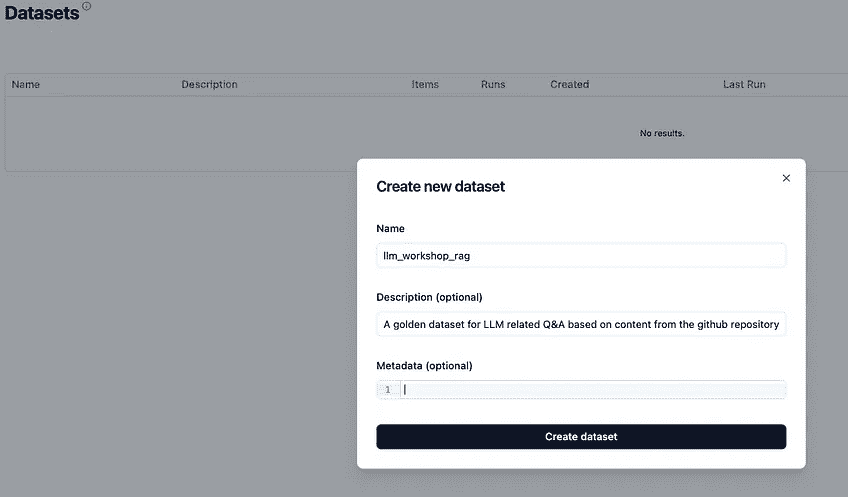 Datasets
Name Description Items Runs Created Last Run
No results.
Create new dataset
Name
llm_workshop_rag
Description (optional)
A golden dataset for LLM related Q&A based on content from the github repository
Metadata (optional)
1
Create dataset